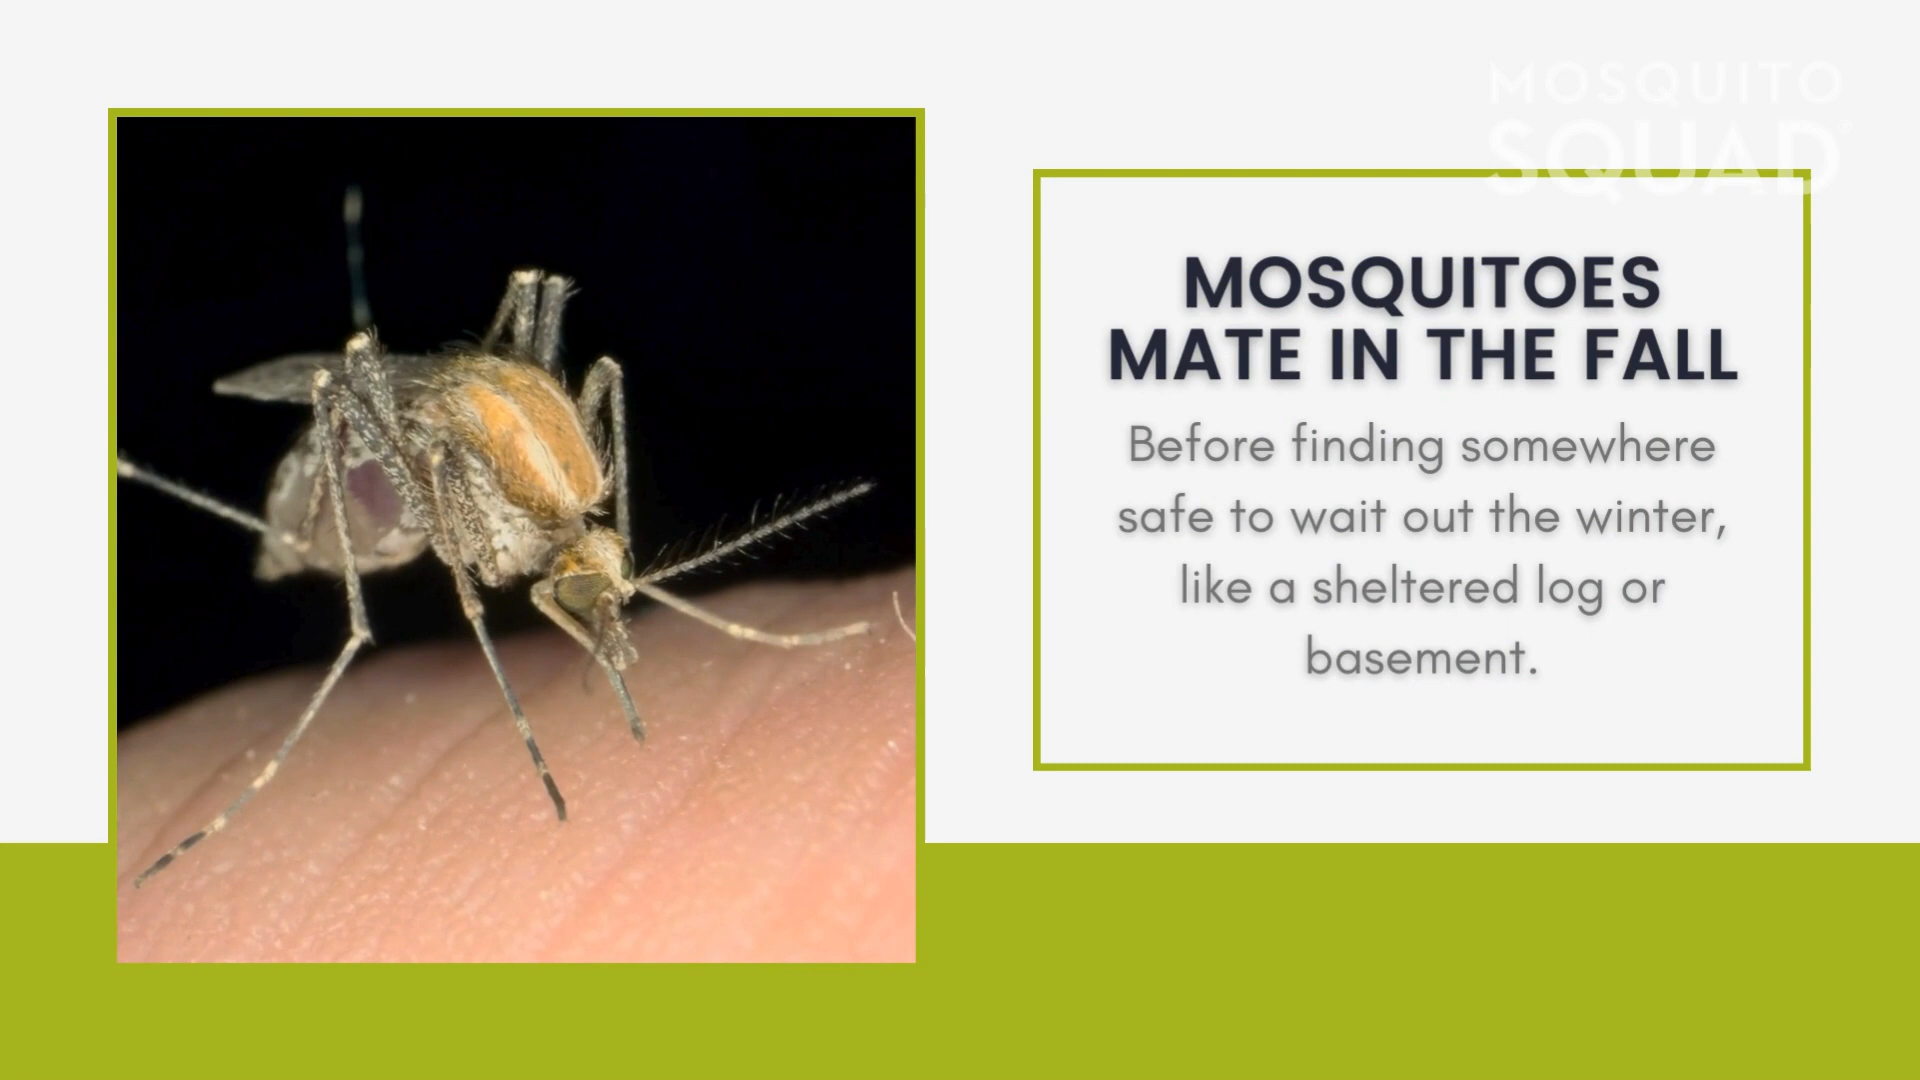 MOSQUITO
SQUAD®
MOSQUITOES
MATE IN THE FALL
Before finding somewhere
safe to wait out the winter,
like a sheltered log or
basement.